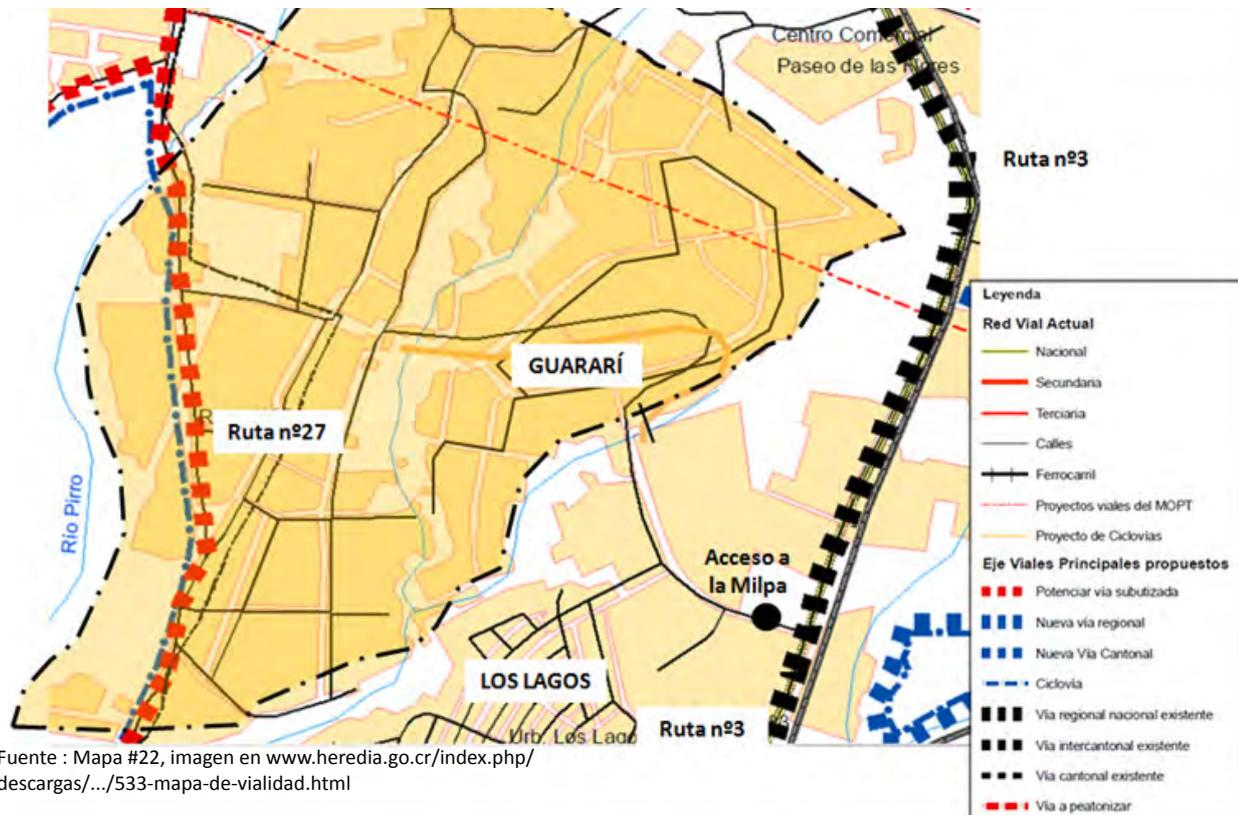 Centro Comercial
Paseo de las Flores
Ruta nº3
GUARARÍ
Ruta nº27
Río Pirro
Acceso a
la Milpa
LOS LAGOS
Urb. Los Lago
Ruta nº3
Leyenda
Red Vial Actual
Nacional
Secundaria
Terciaria
Calles
Ferrocarril
Proyectos viales del MOPT
Proyecto de Ciclovías
Eje Viales Principales propuestos
Potenciar vía subutizada
Nueva vía regional
Nueva Vía Cantonal
Ciclovía
Vía regional nacional existente
Vía intercantonal existente
Vía cantonal existente
Vía a peatonizar
Fuente : Mapa #22, imagen en www.heredia.go.cr/index.php/
descargas/.../533-mapa-de-vialidad.html